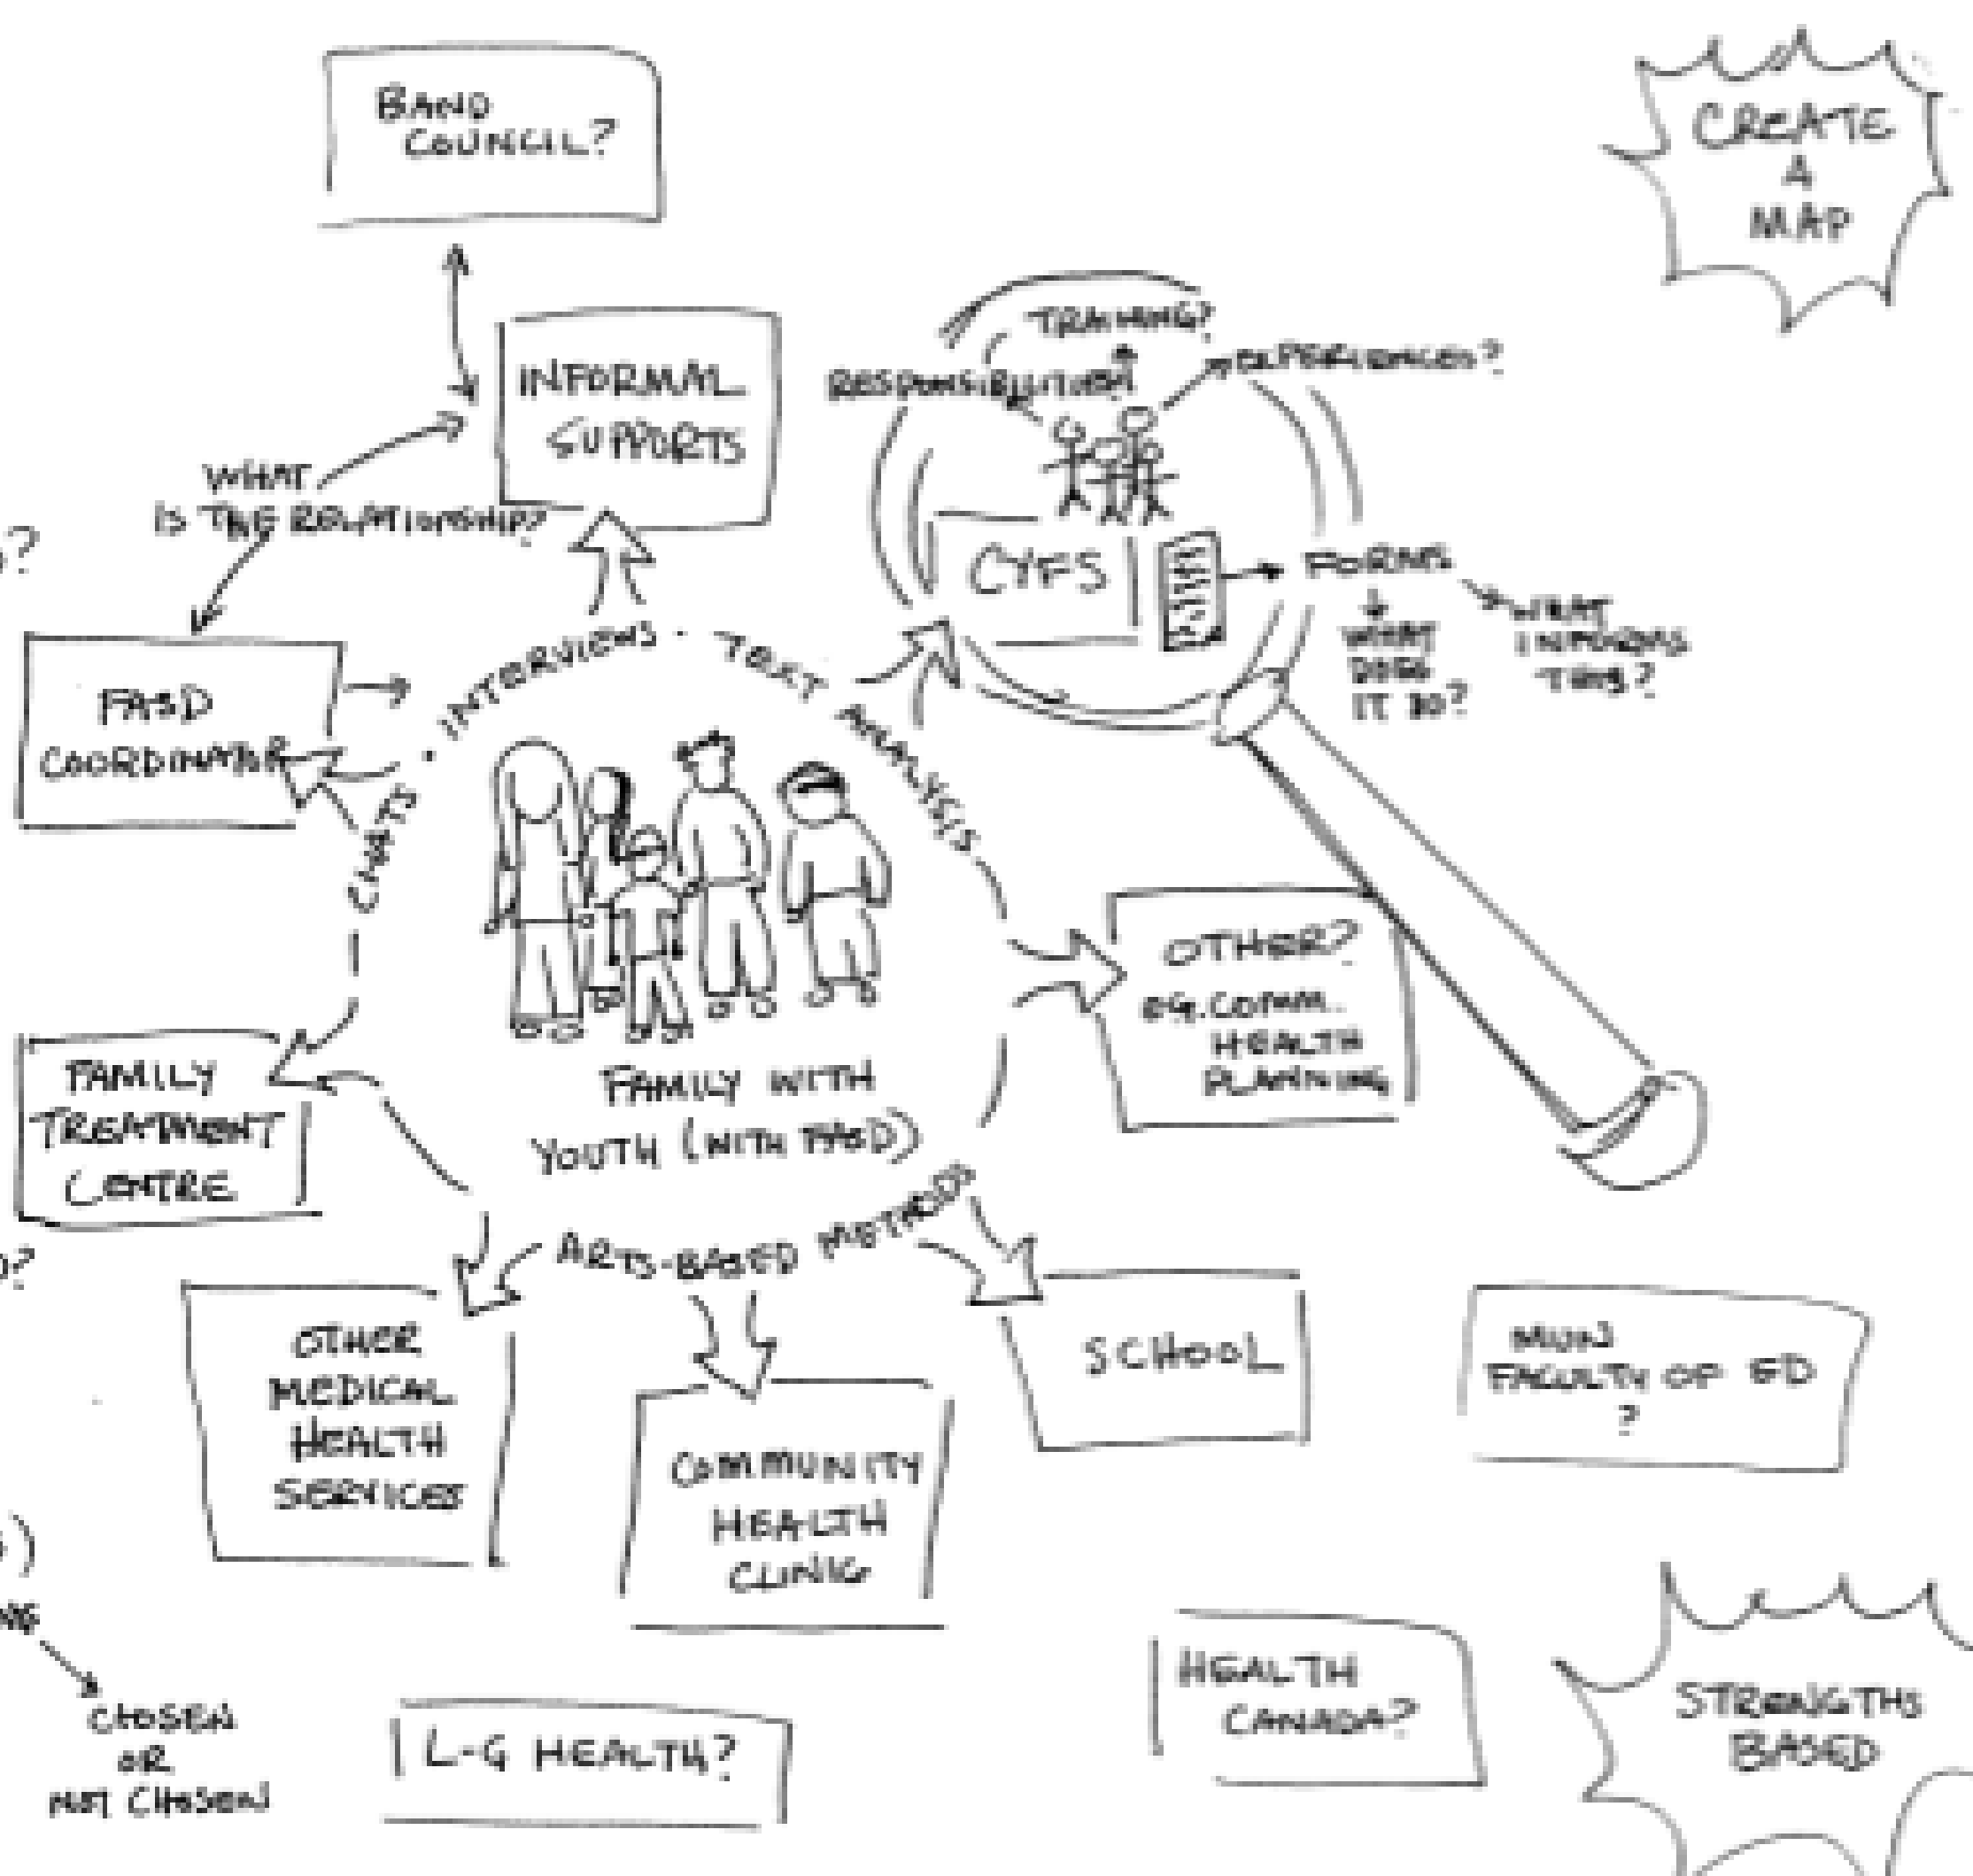 BAND
COUNCIL?
CREATE
A
MAP
INFORMAL
SUPPORTS
TRAINING?
RESPONSIBILITIES?
EXPERIENCES?
WHAT
IS THE RELATIONSHIP?
CYFS
FORMS
WHAT
DOES
IT DO?
WHAT
INFORMS
THIS?
FASD
COORDINATOR
CHATS · INTERVIEWS · TEXT ANALYSIS
FAMILY WITH
YOUTH (WITH FASD)
ARTS-BASED METHODS
OTHER?
EG. COMM.
HEALTH
PLANNING
FAMILY
TREATMENT
CENTRE
OTHER
MEDICAL
HEALTH
SERVICES
COMMUNITY
HEALTH
CLINIC
SCHOOL
MUN
FACULTY OF ED
?
CHOSEN
OR
NOT CHOSEN
L-G HEALTH?
HEALTH
CANADA?
STRENGTHS
BASED